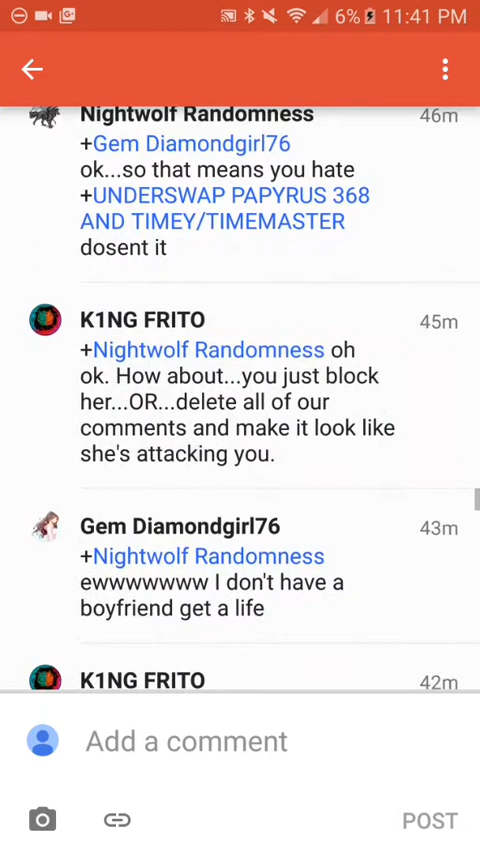 6% 11:41 PM
Nightwolf Randomness 46m
+Gem Diamondgirl76
ok...so that means you hate
+UNDERSWAP PAPYRUS 368
AND TIMEY/TIMEMASTER
dosent it
K1NG FRITO 45m
+Nightwolf Randomness oh
ok. How about...you just block
her...OR...delete all of our
comments and make it look like
she's attacking you.
Gem Diamondgirl76 43m
+Nightwolf Randomness
ewwwwwww I don't have a
boyfriend get a life
K1NG FRITO 42m
Add a comment
POST